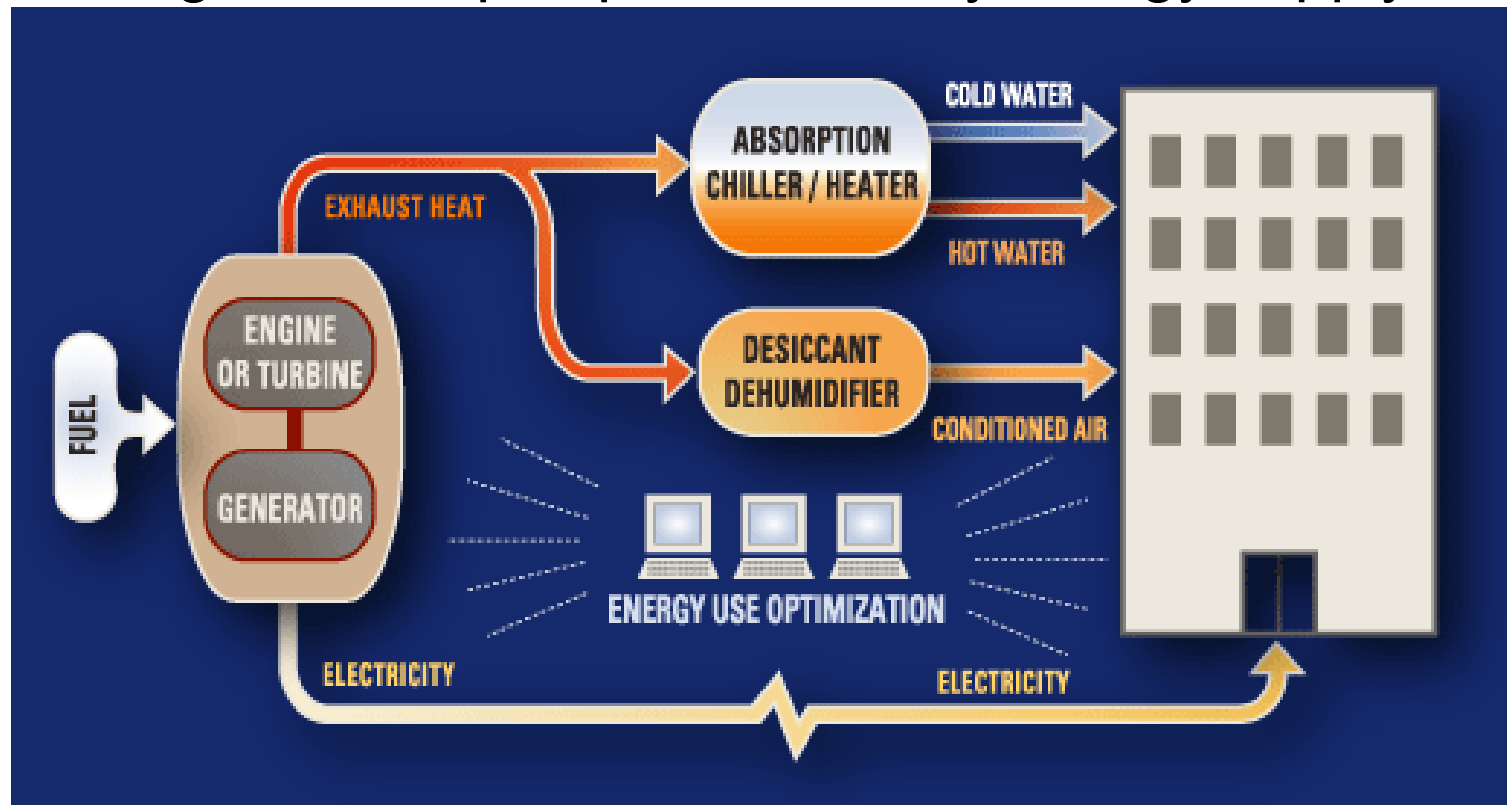 COLD WATER
ABSORPTION
CHILLER / HEATER
EXHAUST HEAT
HOT WATER
ENGINE
OR TURBINE
DESICCANT
DEHUMIDIFIER
FUEL
CONDITIONED AIR
GENERATOR
ENERGY USE OPTIMIZATION
ELECTRICITY
ELECTRICITY